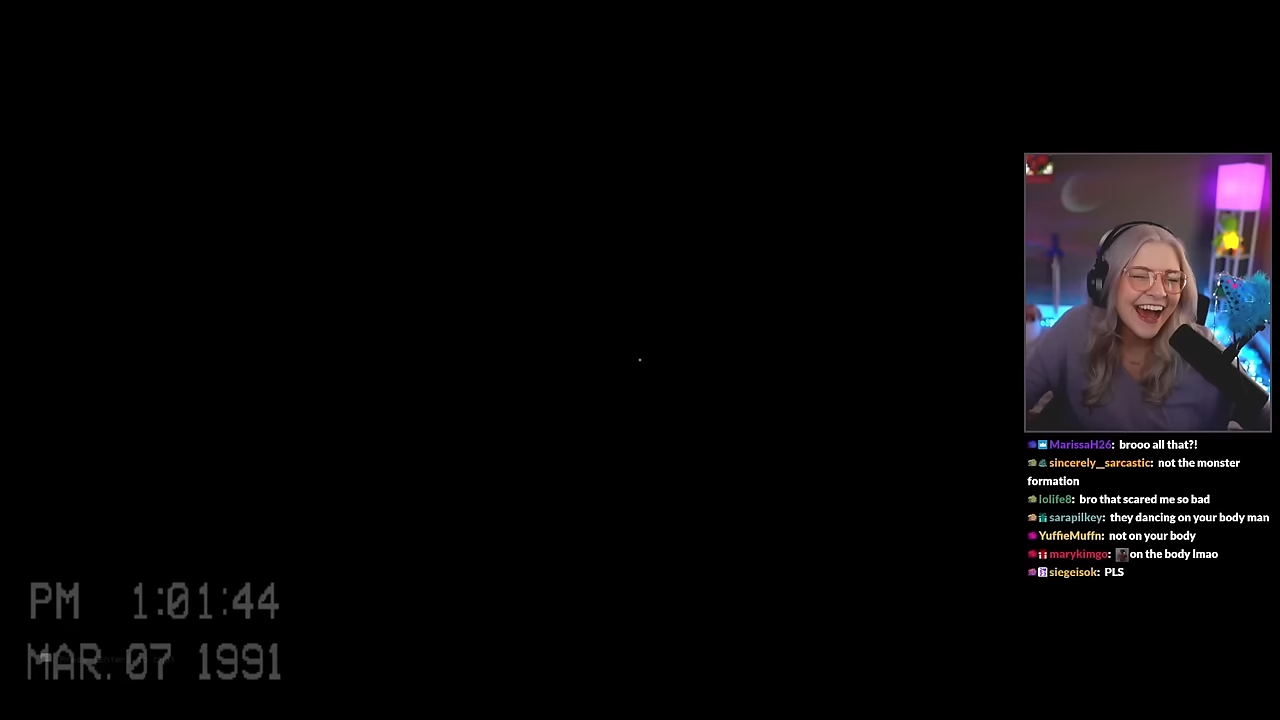 MarissaH26: brooo all that?!
sincerely__sarcastic: not the monster
formation
lolife8: bro that scared me so bad
sarapilkey: they dancing on your body man
YuffieMuffn: not on your body
marykimgo: on the body lmao
siegeisok: PLS
PM 1:01:44
MAR. 07 1991